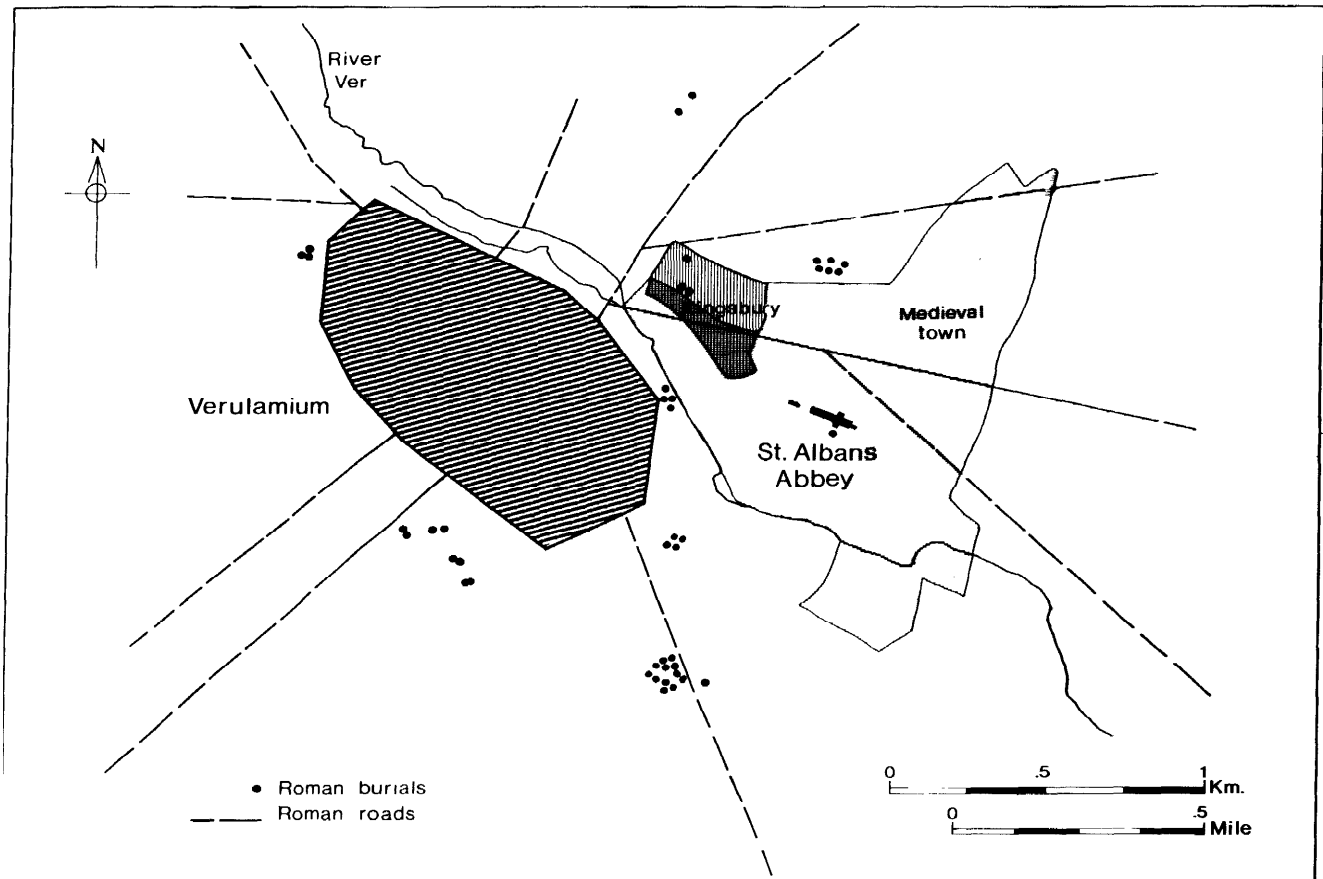 River
Ver
N
Medieval
town
Verulamium
St. Albans
Abbey
Roman burials
Roman roads
0 .5 1
Km.
0 .5
Mile